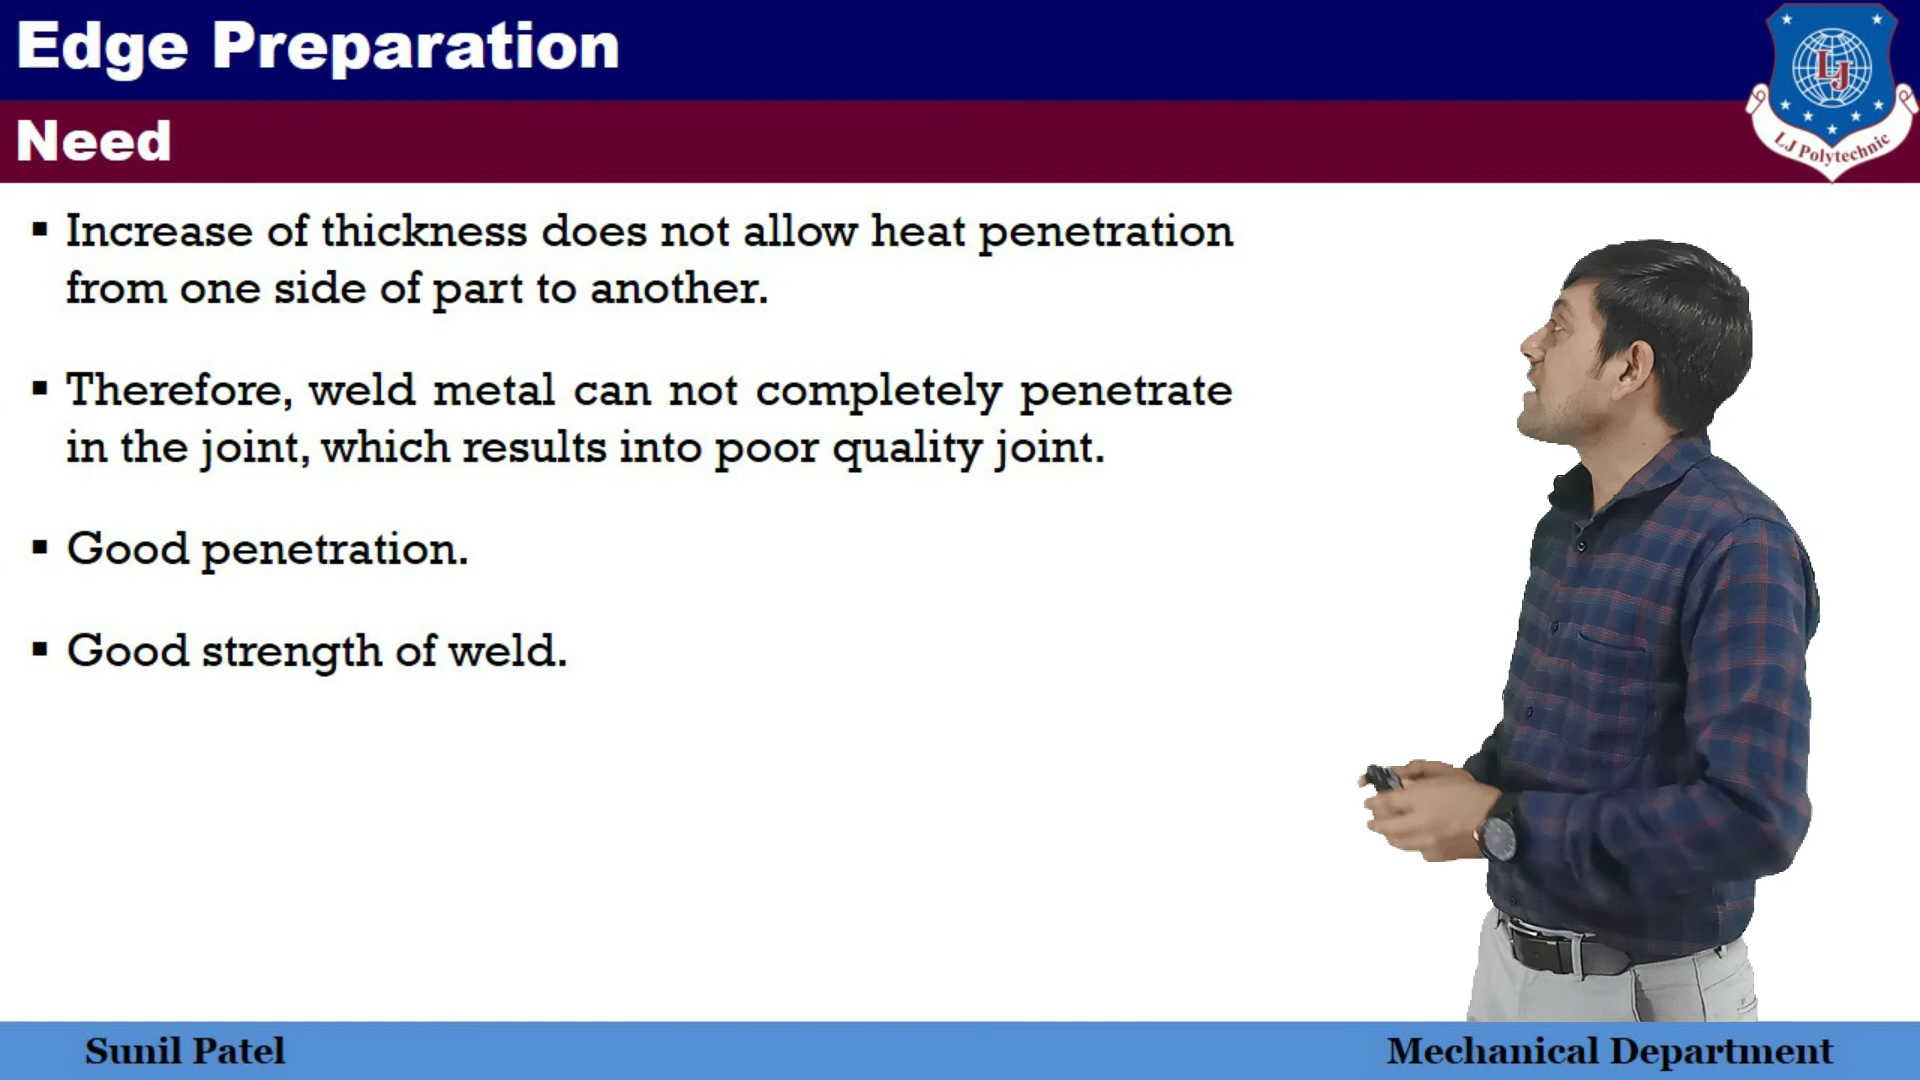 Edge Preparation
Need
LJ
LJ Polytechnic
▪ Increase of thickness does not allow heat penetration
from one side of part to another.
▪ Therefore, weld metal can not completely penetrate
in the joint, which results into poor quality joint.
▪ Good penetration.
▪ Good strength of weld.
Sunil Patel
Mechanical Department